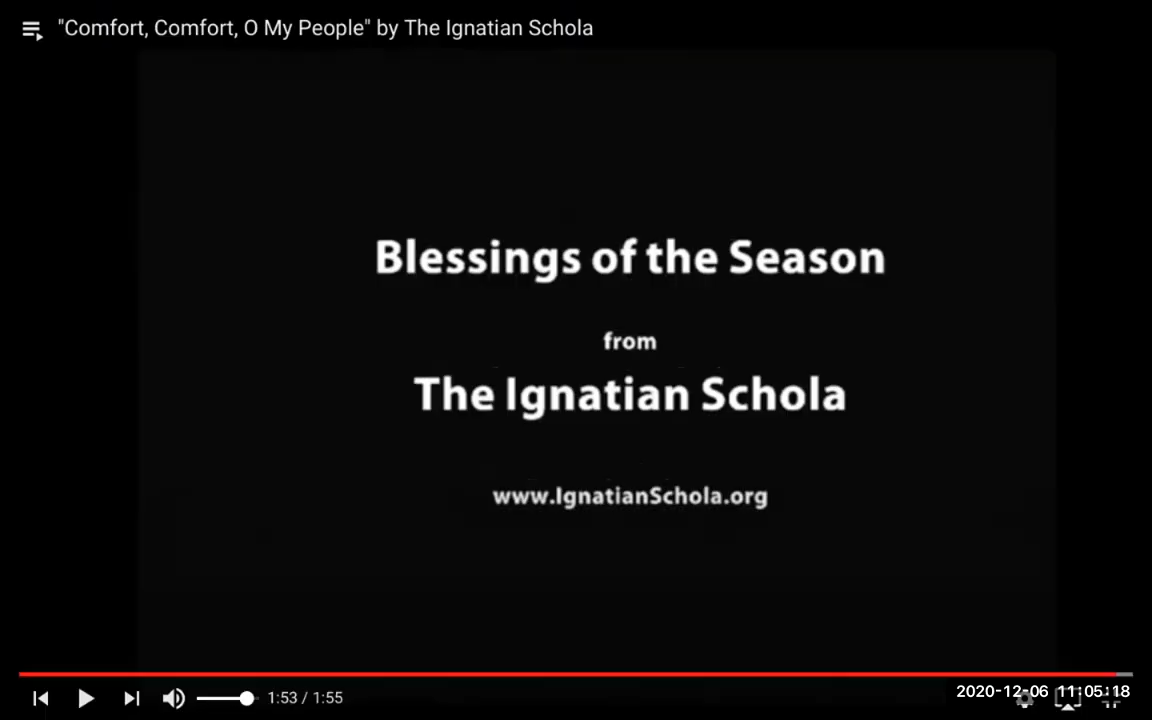 "Comfort, Comfort, O My People" by The Ignatian Schola
Blessings of the Season
from
The Ignatian Schola
www.IgnatianSchola.org
1:53 / 1:55
2020-12-06 11:05:18